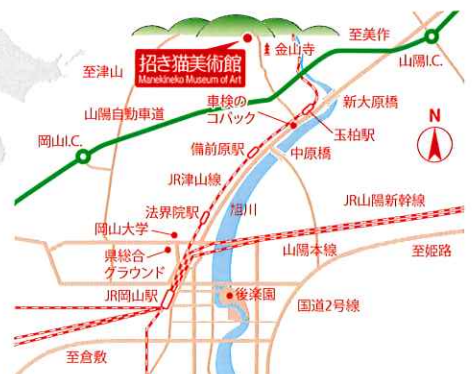 至美作
金山寺
山陽I.C.
招き猫美術館
Manekineko Museum of Art
至津山
車検の
コバック
新大原橋
山陽自動車道
玉柏駅
N
岡山I.C.
備前原駅
中原橋
JR津山線
法界院駅
旭川
JR山陽新幹線
岡山大学
県総合
グラウンド
山陽本線
至姫路
JR岡山駅
後楽園
国道2号線
至倉敷